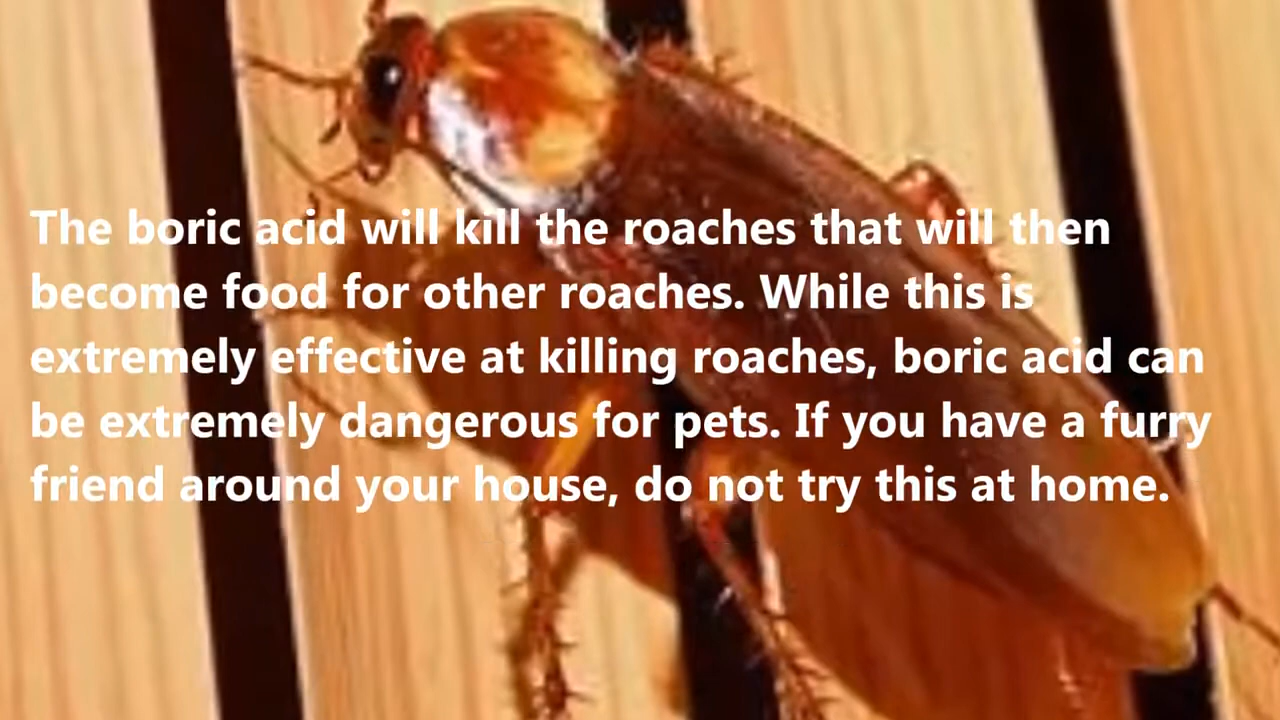 The boric acid will kill the roaches that will then
become food for other roaches. While this is
extremely effective at killing roaches, boric acid can
be extremely dangerous for pets. If you have a furry
friend around your house, do not try this at home.